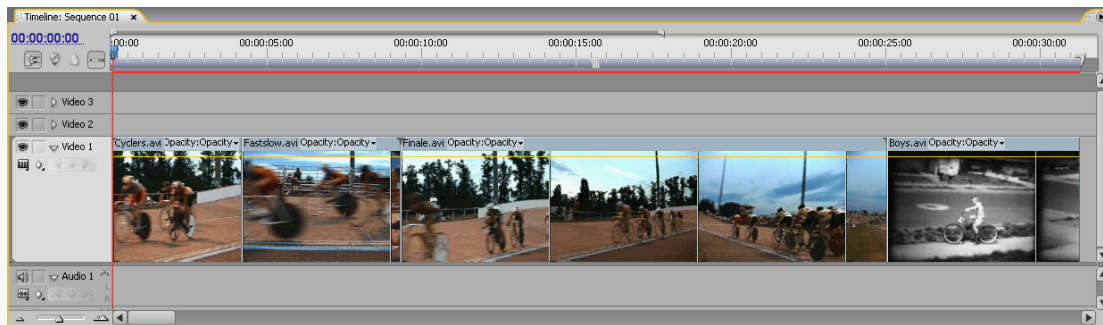 Timeline: Sequence 01 x
00:00:00:00
:00:00 00:00:05:00 00:00:10:00 00:00:15:00 00:00:20:00 00:00:25:00 00:00:30:00
Video 3
Video 2
Video 1
Cyclers.avi Opacity:Opacity Fastslow.avi Opacity:Opacity Finale.avi Opacity:Opacity Boys.avi Opacity:Opacity
Audio 1
L
R